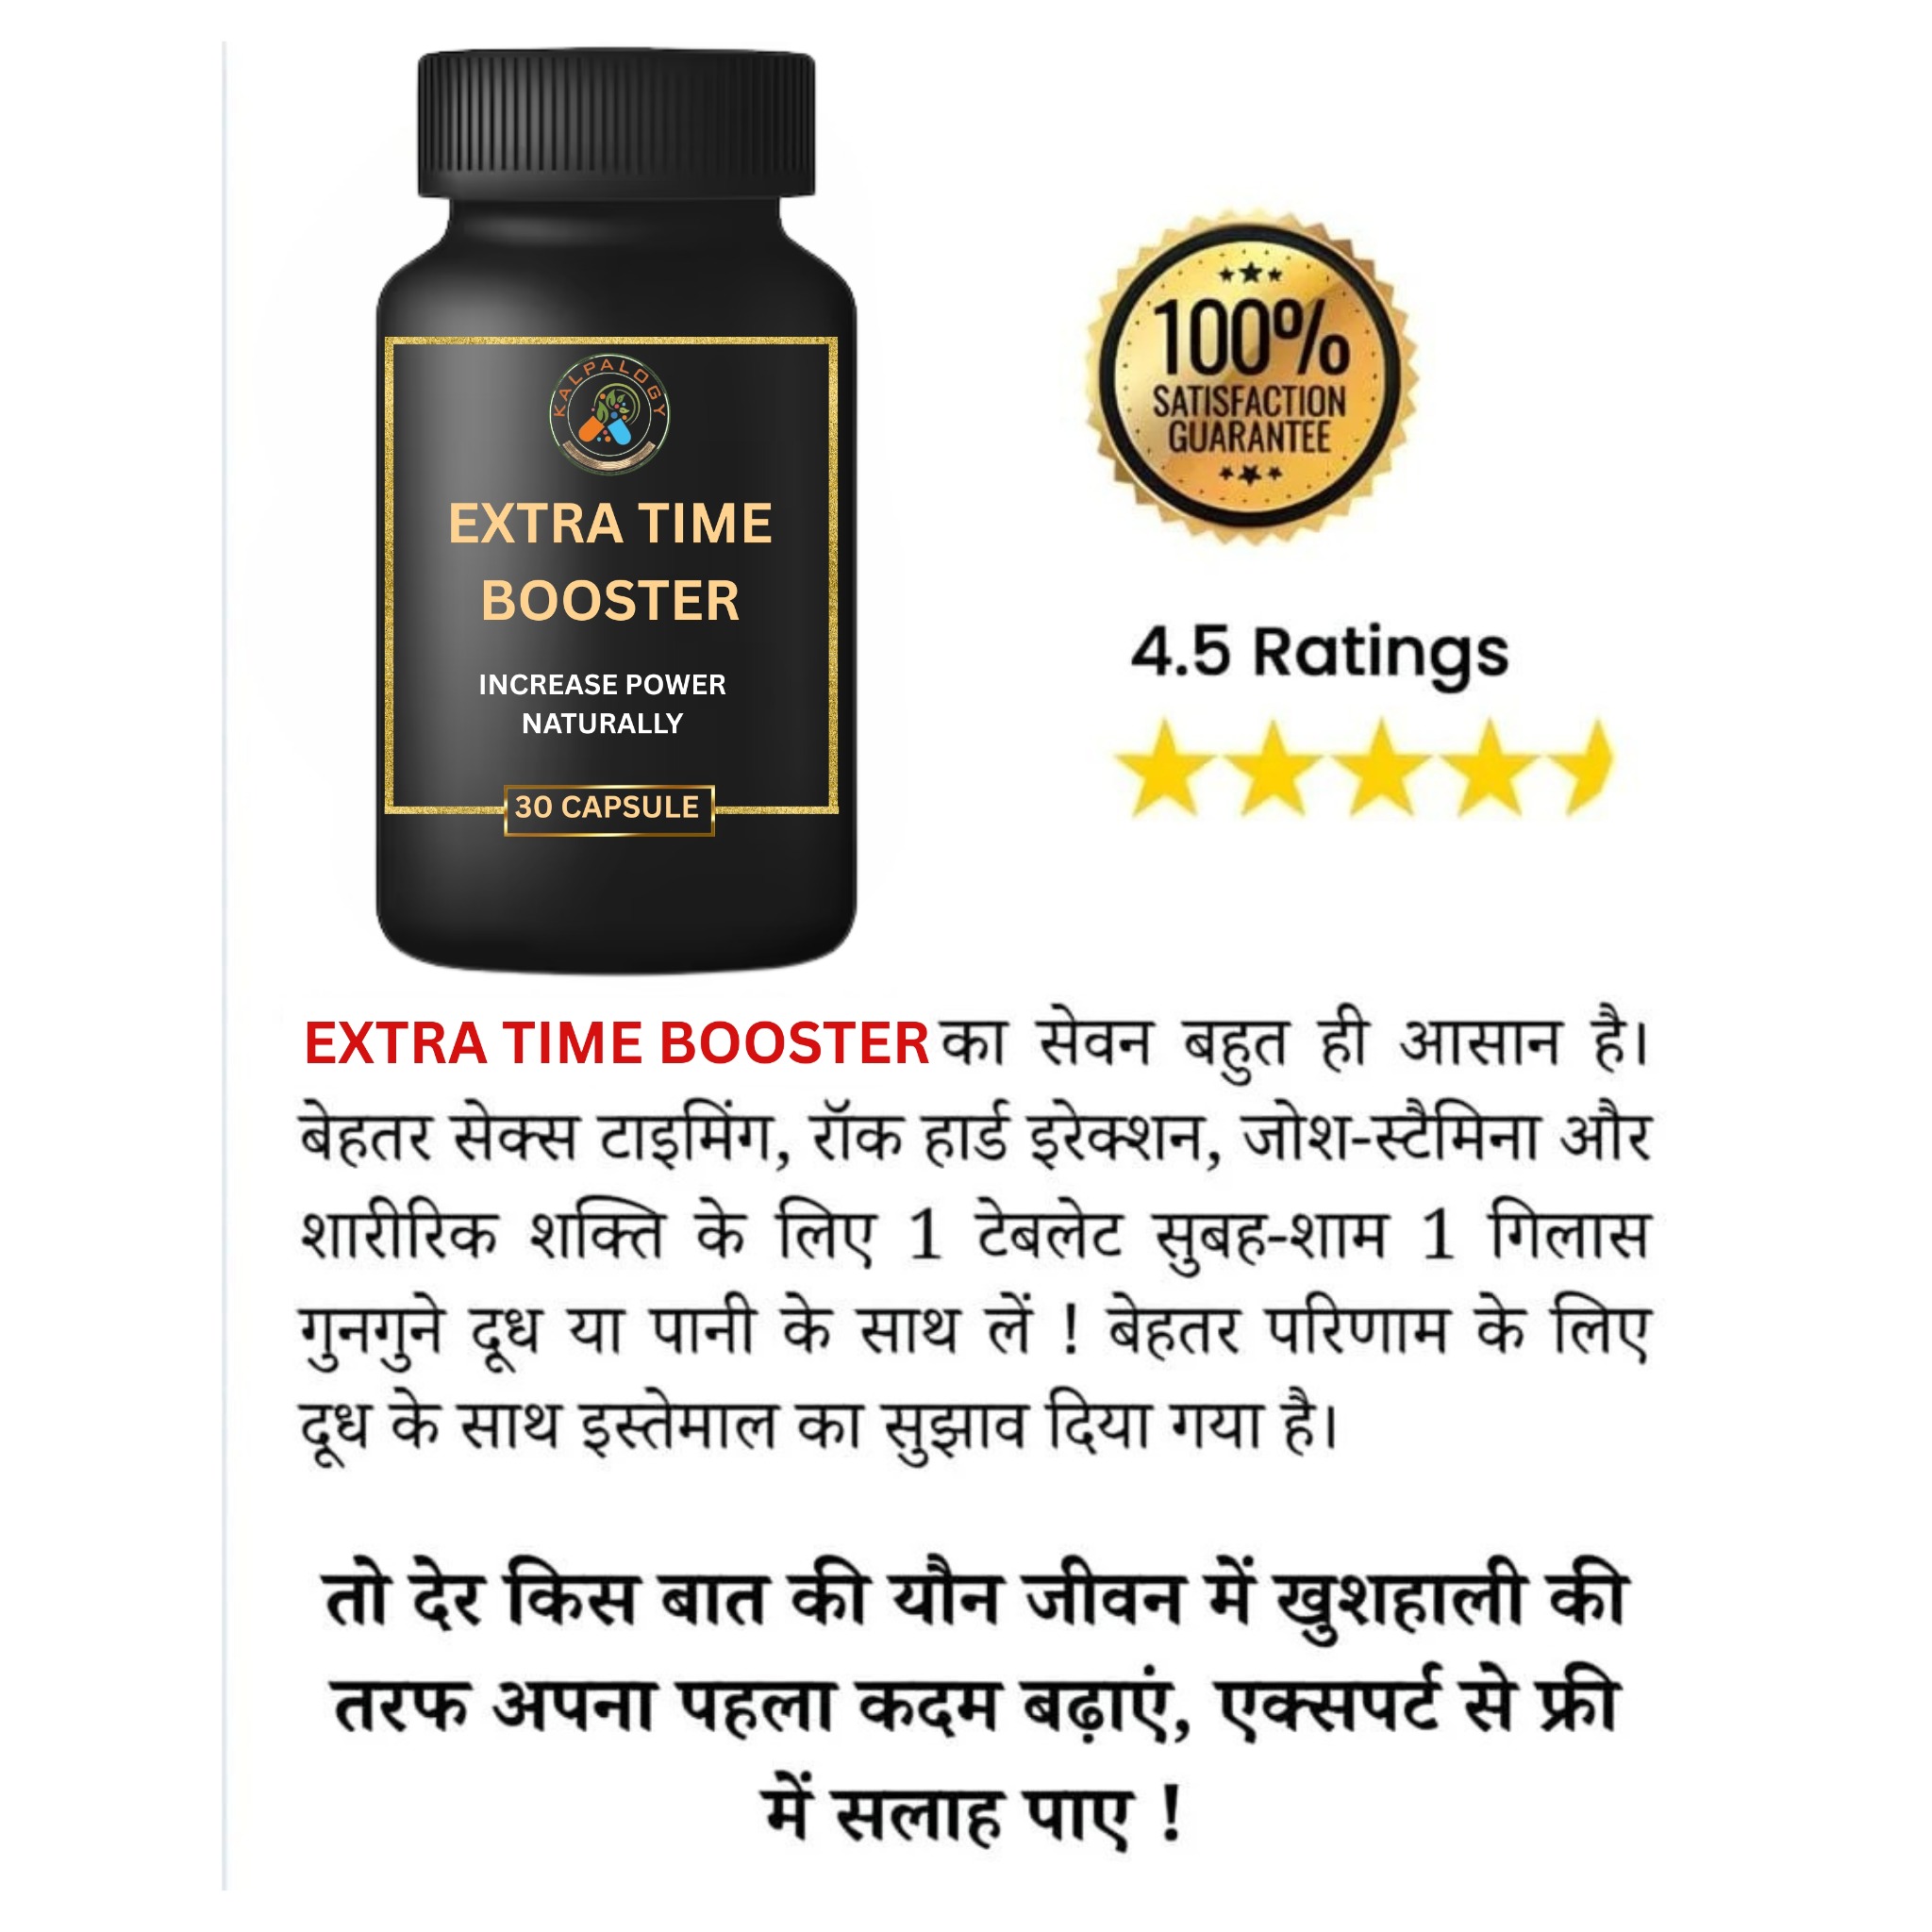 KALPALOGY
EXTRA TIME
BOOSTER
INCREASE POWER
NATURALLY
30 CAPSULE
100%
SATISFACTION
GUARANTEE
4.5 Ratings
EXTRA TIME BOOSTER का सेवन बहुत ही आसान है।
बेहतर सेक्स टाइमिंग, रॉक हार्ड इरेक्शन, जोश-स्टैमिना और
शारीरिक शक्ति के लिए 1 टेबलेट सुबह-शाम 1 गिलास
गुनगुने दूध या पानी के साथ लें ! बेहतर परिणाम के लिए
दूध के साथ इस्तेमाल का सुझाव दिया गया है।
तो देर किस बात की यौन जीवन में खुशहाली की
तरफ अपना पहला कदम बढ़ाएं, एक्सपर्ट से फ्री
में सलाह पाए !